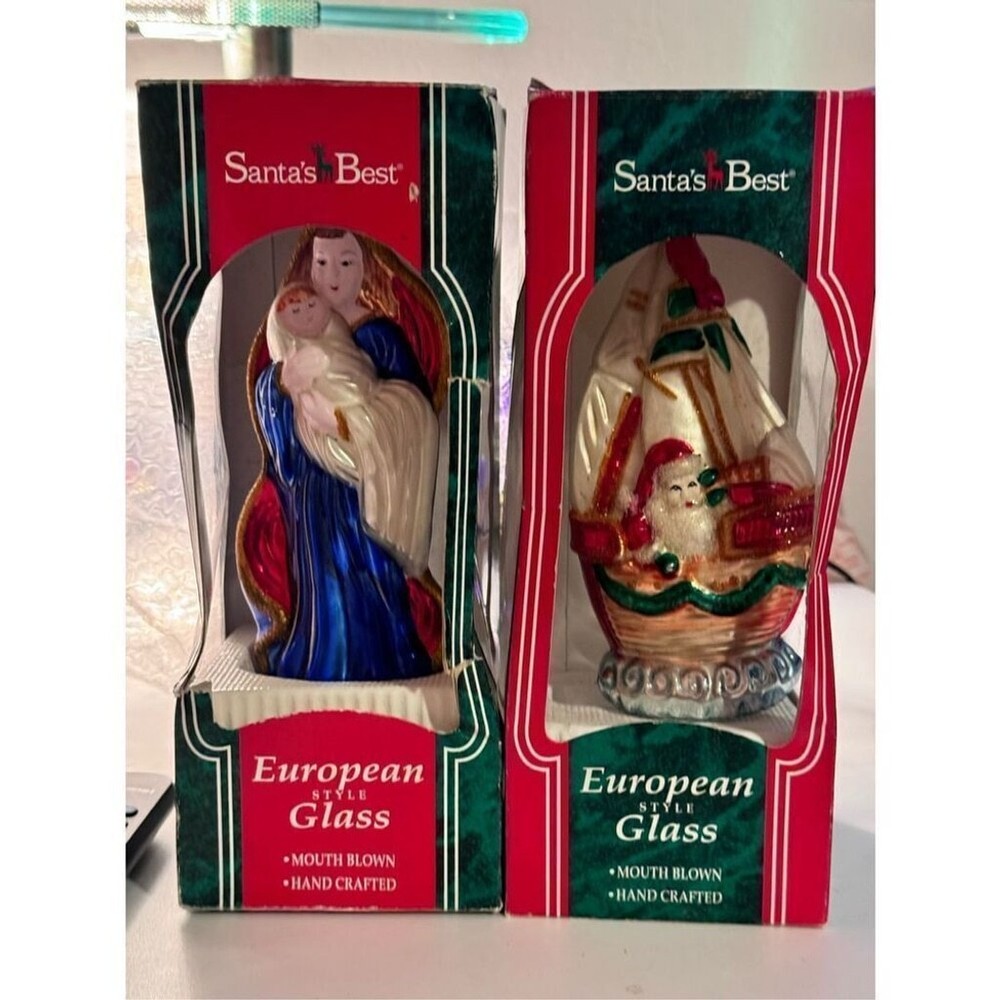 Santa's Best®
European
STYLE
Glass
•MOUTH BLOWN
•HAND CRAFTED
Santa's Best®
European
STYLE
Glass
•MOUTH BLOWN
•HAND CRAFTED